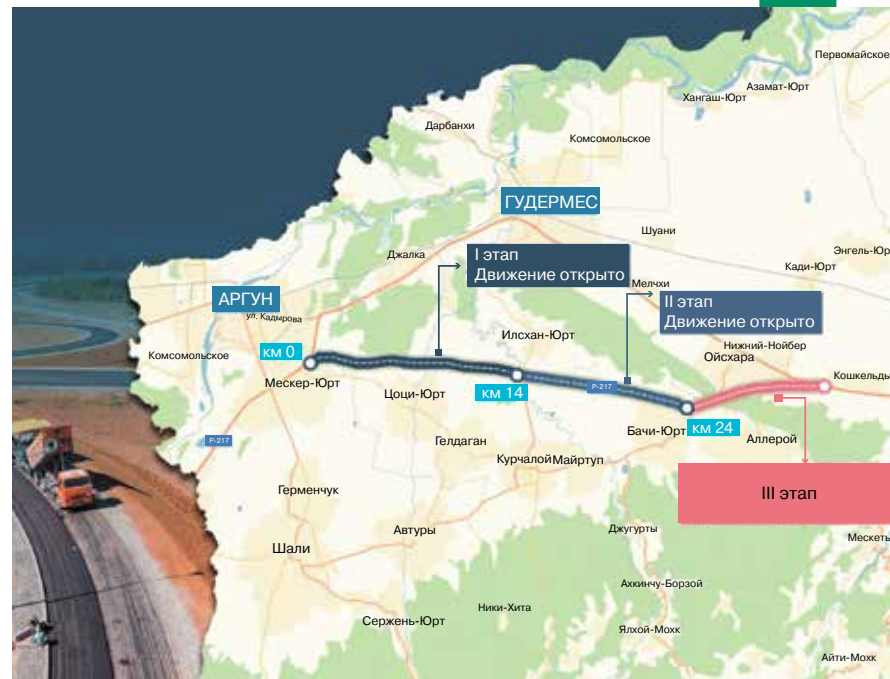 Первомайское
Азамат-Юрт
Хангаш-Юрт
Дарбанхи
Комсомольское
ГУДЕРМЕС
Шуани
Энгель-Юр
Джалка
I этап
Движение открыто
Кади-Юрт
Мелчхи
АРГУН
II этап
Движение открыто
ул. Кадырова
Илсхан-Юрт
Нижний-Нойбер
Комсомольское
км 0
Ойсхара
Кошкельды
Мескер-Юрт
Р-217
Цоци-Юрт
км 14
Бачи-Юрт
км 24
Р-217
Гелдаган
Аллерой
Курчалой
Майртуп
Герменчук
III этап
Автуры
Джугурты
Мескеты
Шали
Ахкинчу-Борзой
Ники-Хита
Сержень-Юрт
Ялхой-Мохк
Айти-Мохк